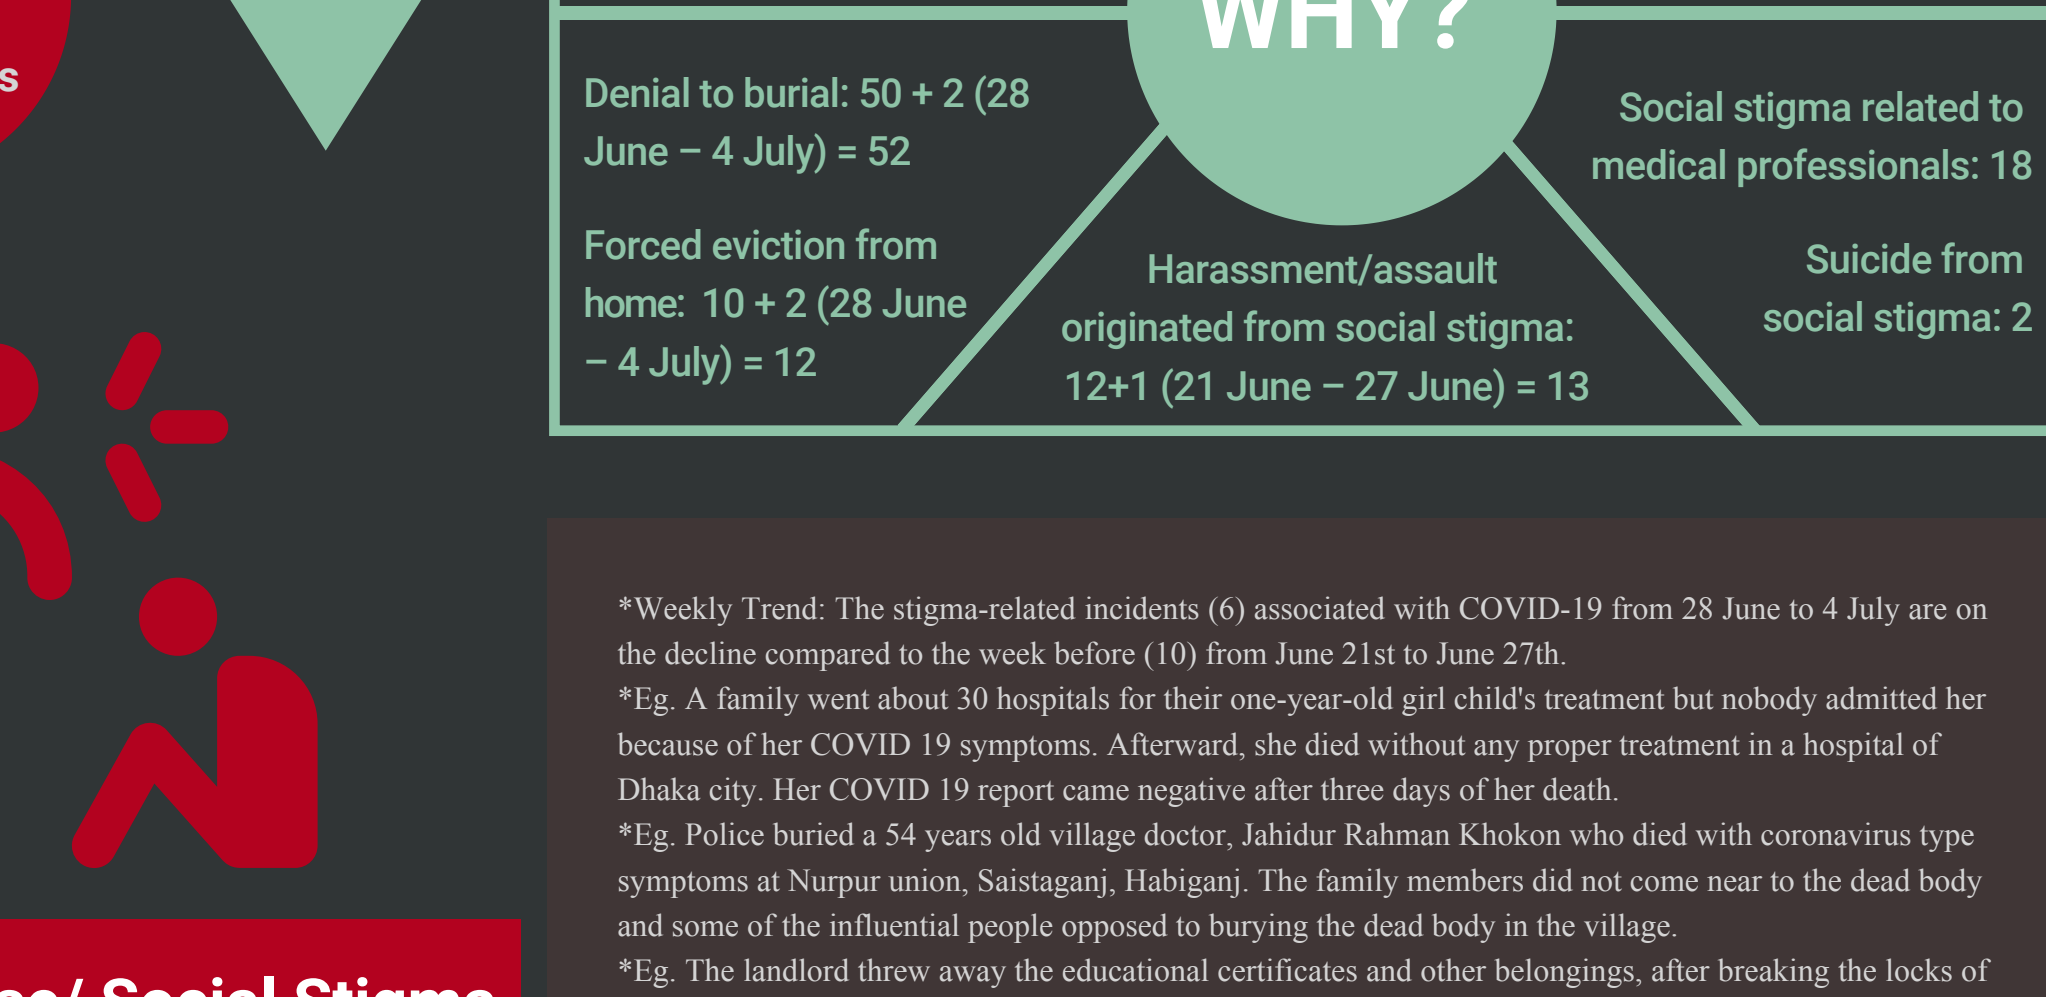 WHY?
s
Denial to burial: 50 + 2 (28
June – 4 July) = 52
Forced eviction from
home: 10 + 2 (28 June
– 4 July) = 12
Harassment/assault
originated from social stigma:
12+1 (21 June – 27 June) = 13
Social stigma related to
medical professionals: 18
Suicide from
social stigma: 2
*Weekly Trend: The stigma-related incidents (6) associated with COVID-19 from 28 June to 4 July are on
the decline compared to the week before (10) from June 21st to June 27th.
*Eg. A family went about 30 hospitals for their one-year-old girl child's treatment but nobody admitted her
because of her COVID 19 symptoms. Afterward, she died without any proper treatment in a hospital of
Dhaka city. Her COVID 19 report came negative after three days of her death.
*Eg. Police buried a 54 years old village doctor, Jahidur Rahman Khokon who died with coronavirus type
symptoms at Nurpur union, Saistaganj, Habiganj. The family members did not come near to the dead body
and some of the influential people opposed to burying the dead body in the village.
*Eg. The landlord threw away the educational certificates and other belongings, after breaking the locks of
/ Social Stigma